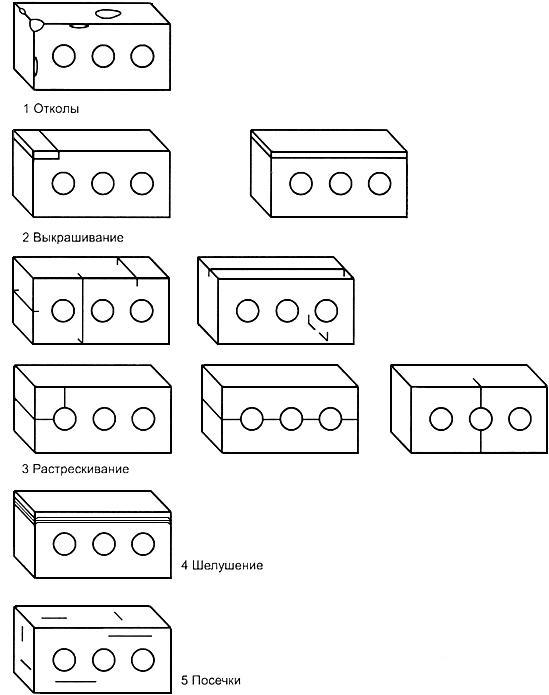 1 Отколы
2 Выкрашивание
3 Растрескивание
4 Шелушение
5 Посечки